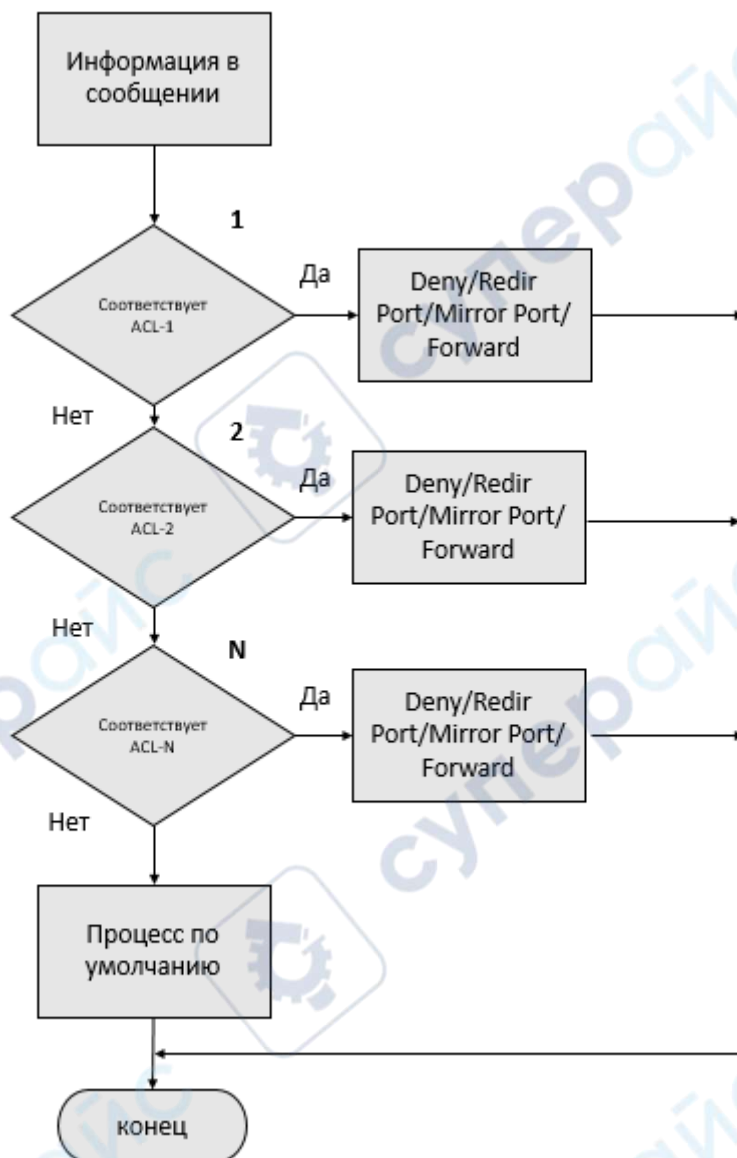 Информация в
сообщении
1
Соответствует
ACL-1
Да
Deny/Redir
Port/Mirror Port/
Forward
Нет
2
Соответствует
ACL-2
Да
Deny/Redir
Port/Mirror Port/
Forward
Нет
N
Соответствует
ACL-N
Да
Deny/Redir
Port/Mirror Port/
Forward
Нет
Процесс по
умолчанию
конец
суперайс
суперайс